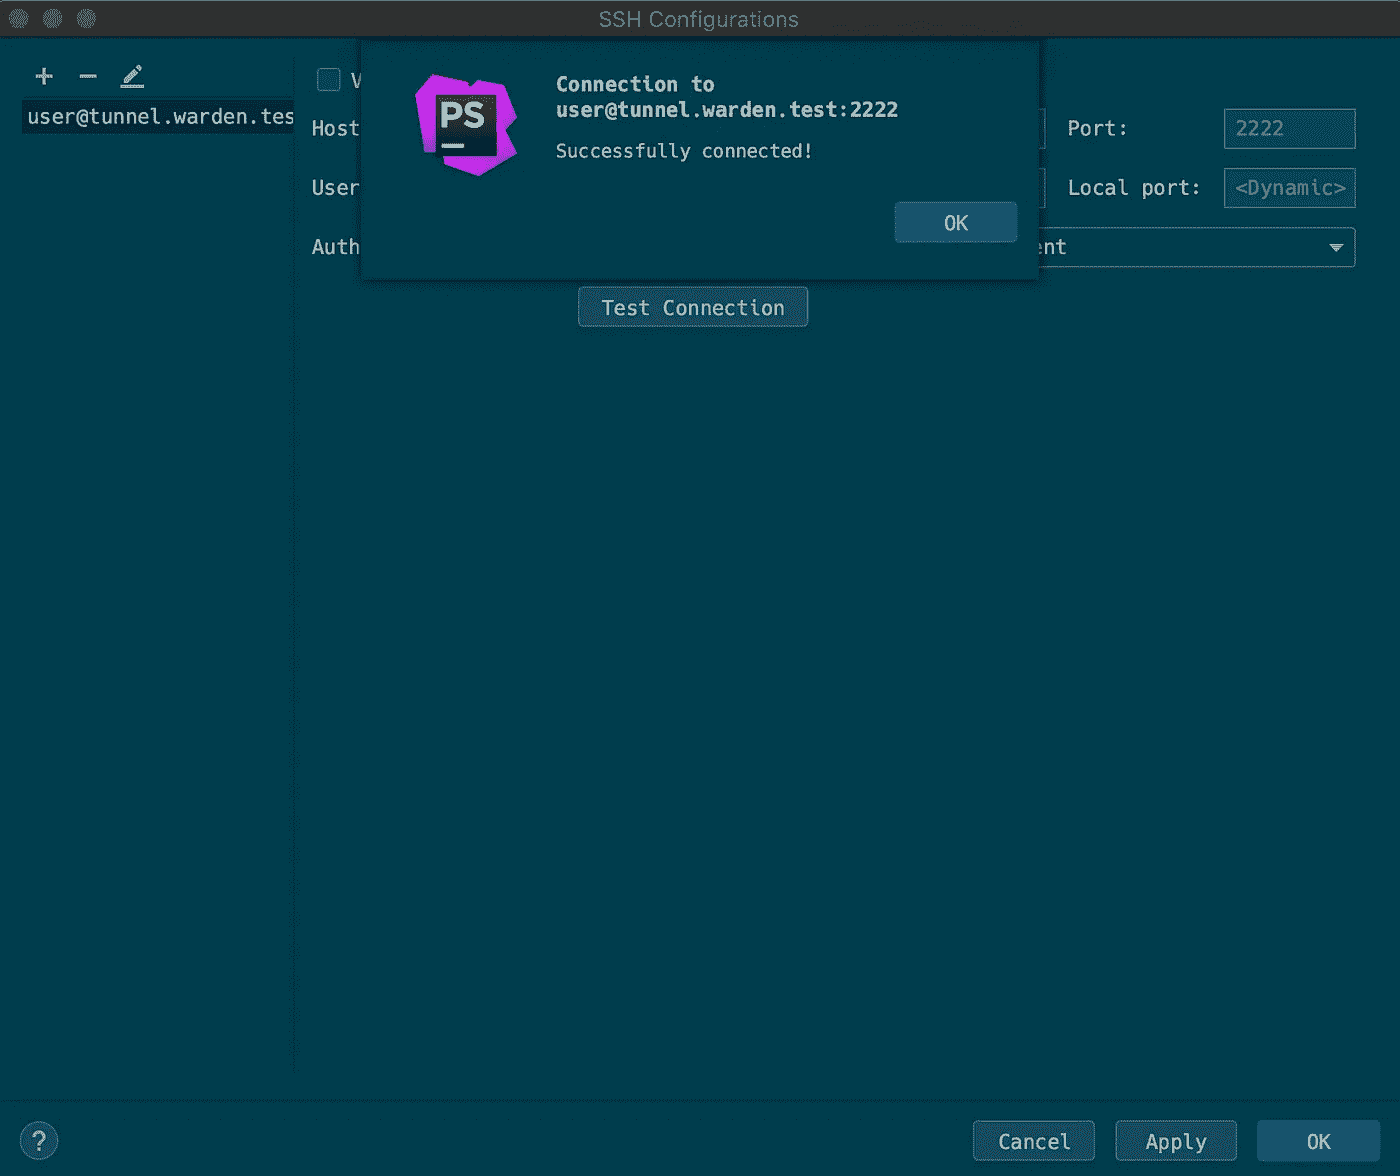 SSH Configurations
user@tunnel.warden.tes
V
Host
Port:
2222
User
Local port:
<Dynamic>
Auth
ent
PS
Connection to
user@tunnel.warden.test:2222
Successfully connected!
OK
Test Connection
?
Cancel
Apply
OK